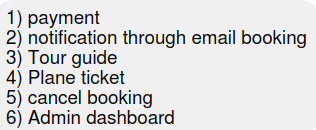 1) payment
2) notification through email booking
3) Tour guide
4) Plane ticket
5) cancel booking
6) Admin dashboard